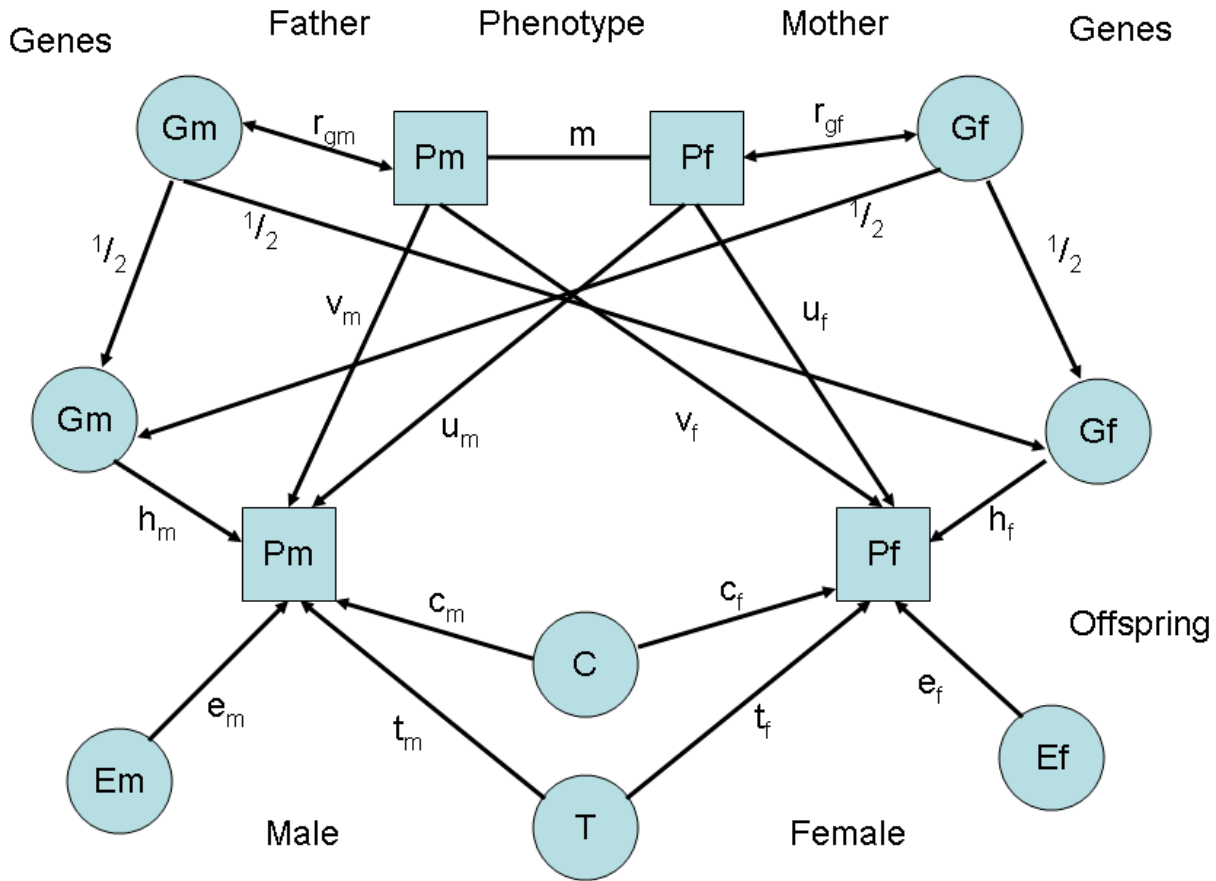 Genes Father Phenotype Mother Genes
Gm r_gm Pm m Pf r_gf Gf
1/2 1/2 1/2 1/2
v_m u_f
Gm u_m v_f Gf
h_m h_f
Pm Pf
c_m c_f
Offspring
C
e_m t_m t_f e_f
Em Ef
Male T Female